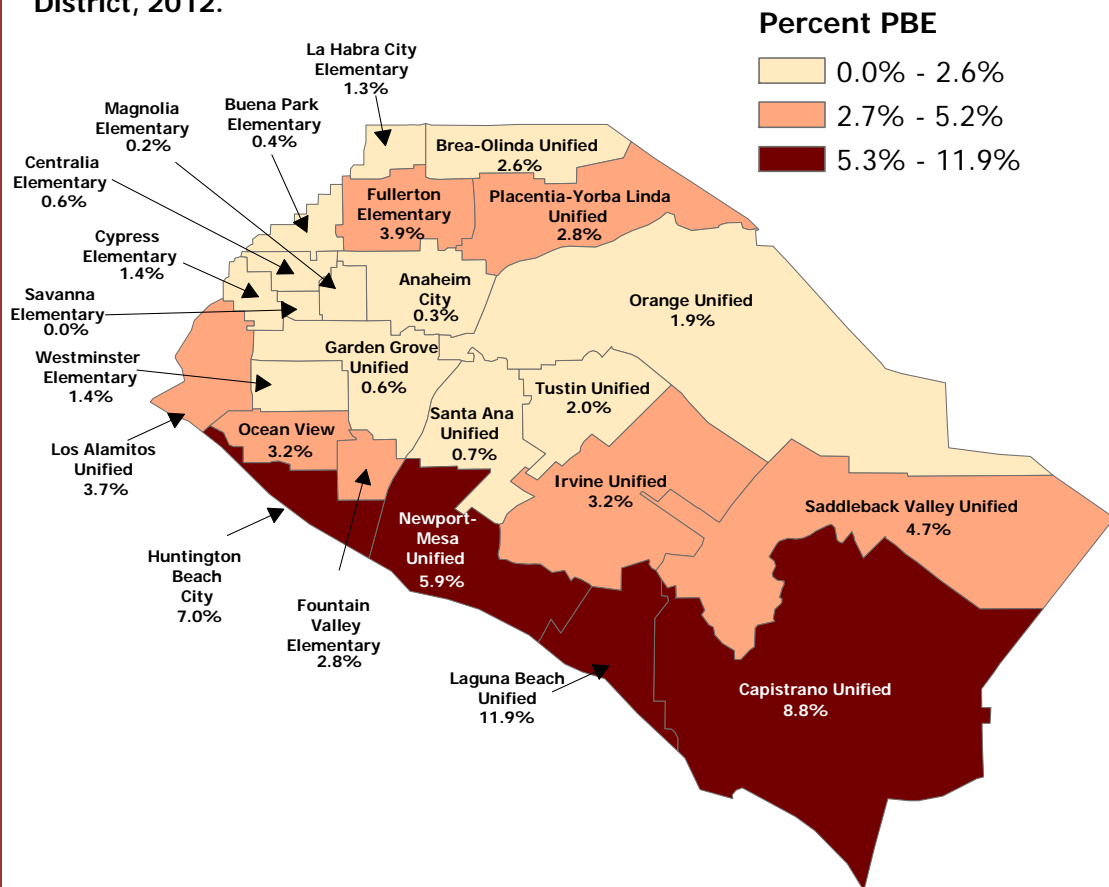 District, 2012.
Percent PBE
0.0% - 2.6%
2.7% - 5.2%
5.3% - 11.9%
La Habra City
Elementary
1.3%
Magnolia
Elementary
0.2%
Buena Park
Elementary
0.4%
Centralia
Elementary
0.6%
Cypress
Elementary
1.4%
Savanna
Elementary
0.0%
Westminster
Elementary
1.4%
Los Alamitos
Unified
3.7%
Brea-Olinda Unified
2.6%
Fullerton
Elementary
3.9%
Placentia-Yorba Linda
Unified
2.8%
Anaheim
City
0.3%
Orange Unified
1.9%
Garden Grove
Unified
0.6%
Tustin Unified
2.0%
Santa Ana
Unified
0.7%
Ocean View
3.2%
Irvine Unified
3.2%
Saddleback Valley Unified
4.7%
Newport-
Mesa
Unified
5.9%
Huntington
Beach
City
7.0%
Fountain
Valley
Elementary
2.8%
Laguna Beach
Unified
11.9%
Capistrano Unified
8.8%